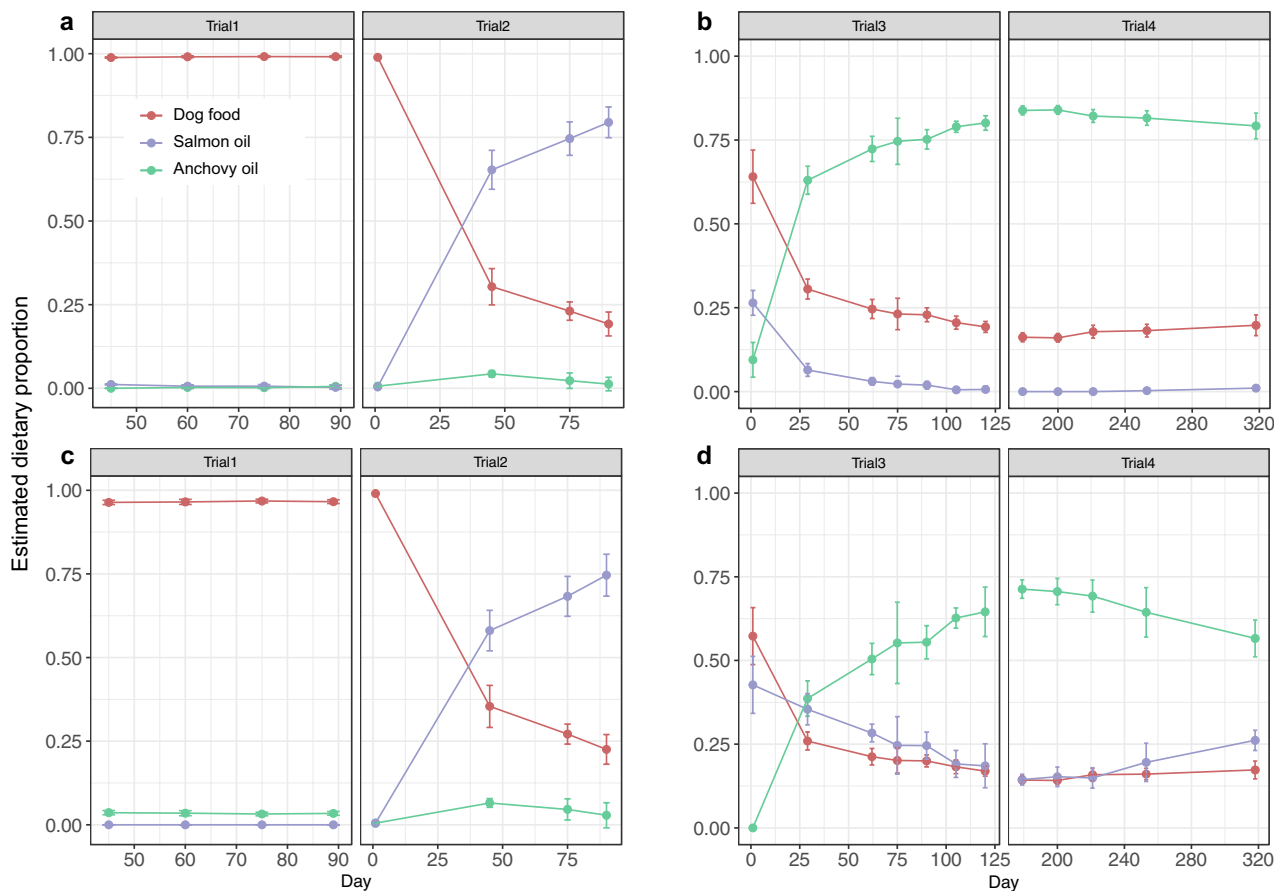 a
Trial1
Trial2
1.00
0.75
0.50
0.25
0.00
Dog food
Salmon oil
Anchovy oil
50 60 70 80 90
0 25 50 75
b
Trial3
Trial4
1.00
0.75
0.50
0.25
0.00
0 25 50 75 100 125
200 240 280 320
Estimated dietary proportion
c
Trial1
Trial2
1.00
0.75
0.50
0.25
0.00
50 60 70 80 90
0 25 50 75
Day
d
Trial3
Trial4
1.00
0.75
0.50
0.25
0.00
0 25 50 75 100 125
200 240 280 320
Day